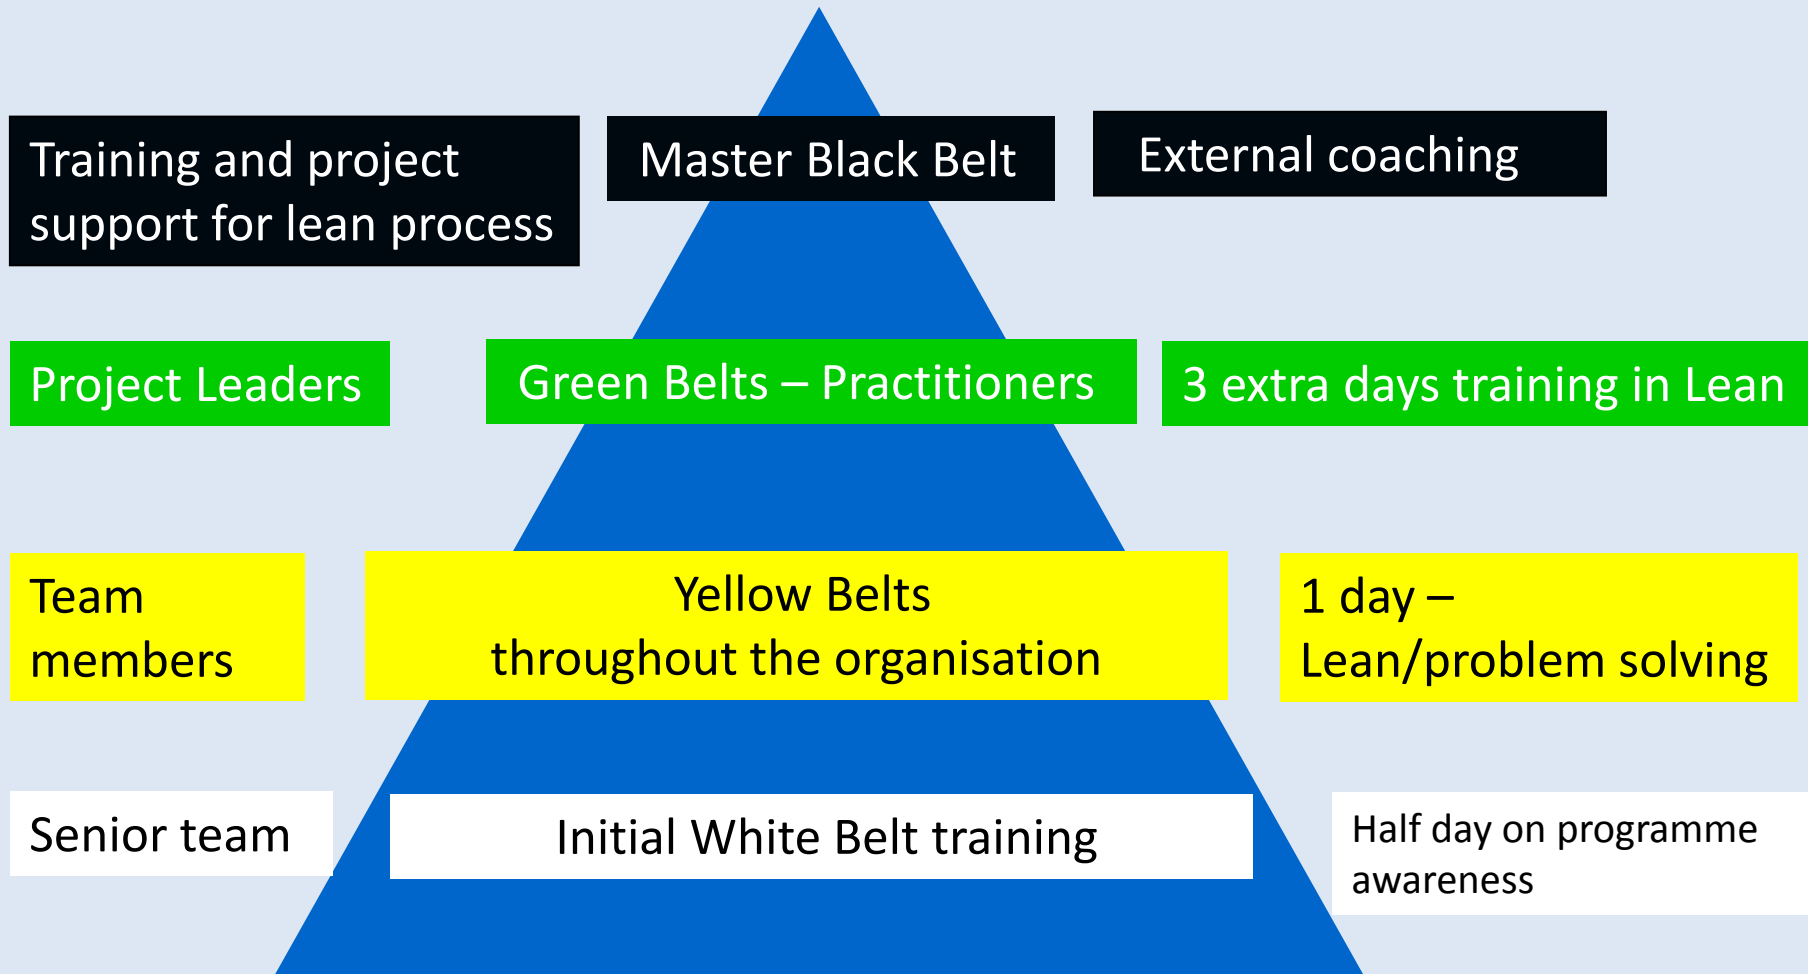 Training and project
support for lean process
Master Black Belt
External coaching
Project Leaders
Green Belts – Practitioners
3 extra days training in Lean
Team
members
Yellow Belts
throughout the organisation
1 day –
Lean/problem solving
Senior team
Initial White Belt training
Half day on programme
awareness